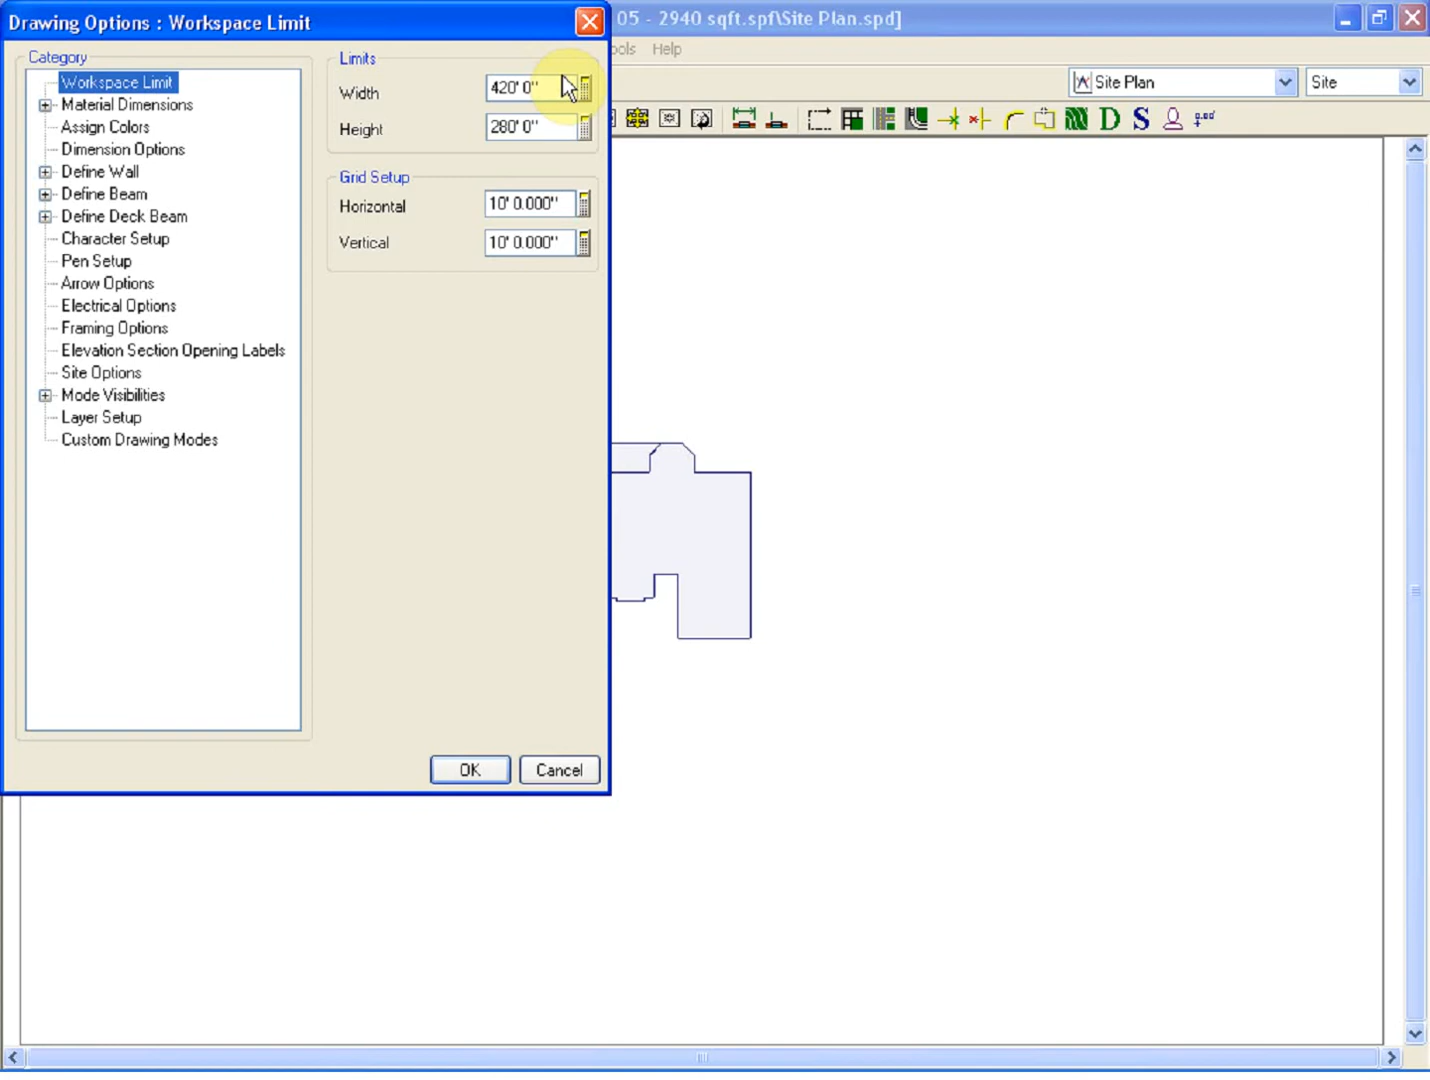 Drawing Options : Workspace Limit
05 - 2940 sqft.spf\Site Plan.spd]
Help
Category
Workspace Limit
Material Dimensions
Assign Colors
Dimension Options
Define Wall
Define Beam
Define Deck Beam
Character Setup
Pen Setup
Arrow Options
Electrical Options
Framing Options
Elevation Section Opening Labels
Site Options
Mode Visibilities
Layer Setup
Custom Drawing Modes
Limits
Width 420' 0"
Height 280' 0"
Grid Setup
Horizontal 10' 0.000"
Vertical 10' 0.000"
OK Cancel
Site Plan Site
D S